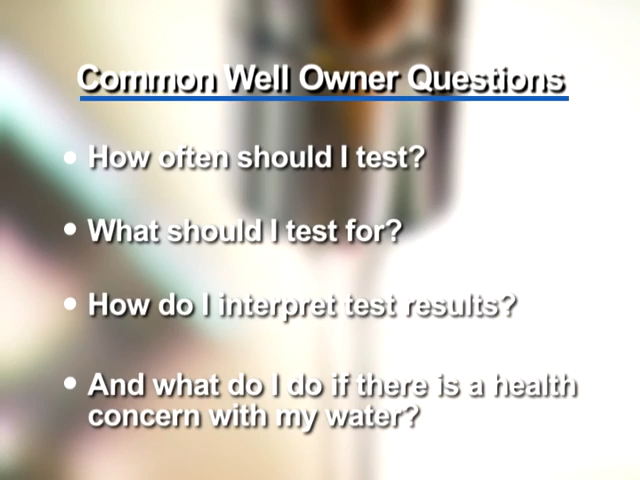 Common Well Owner Questions
• How often should I test?
• What should I test for?
• How do I interpret test results?
• And what do I do if there is a health
concern with my water?